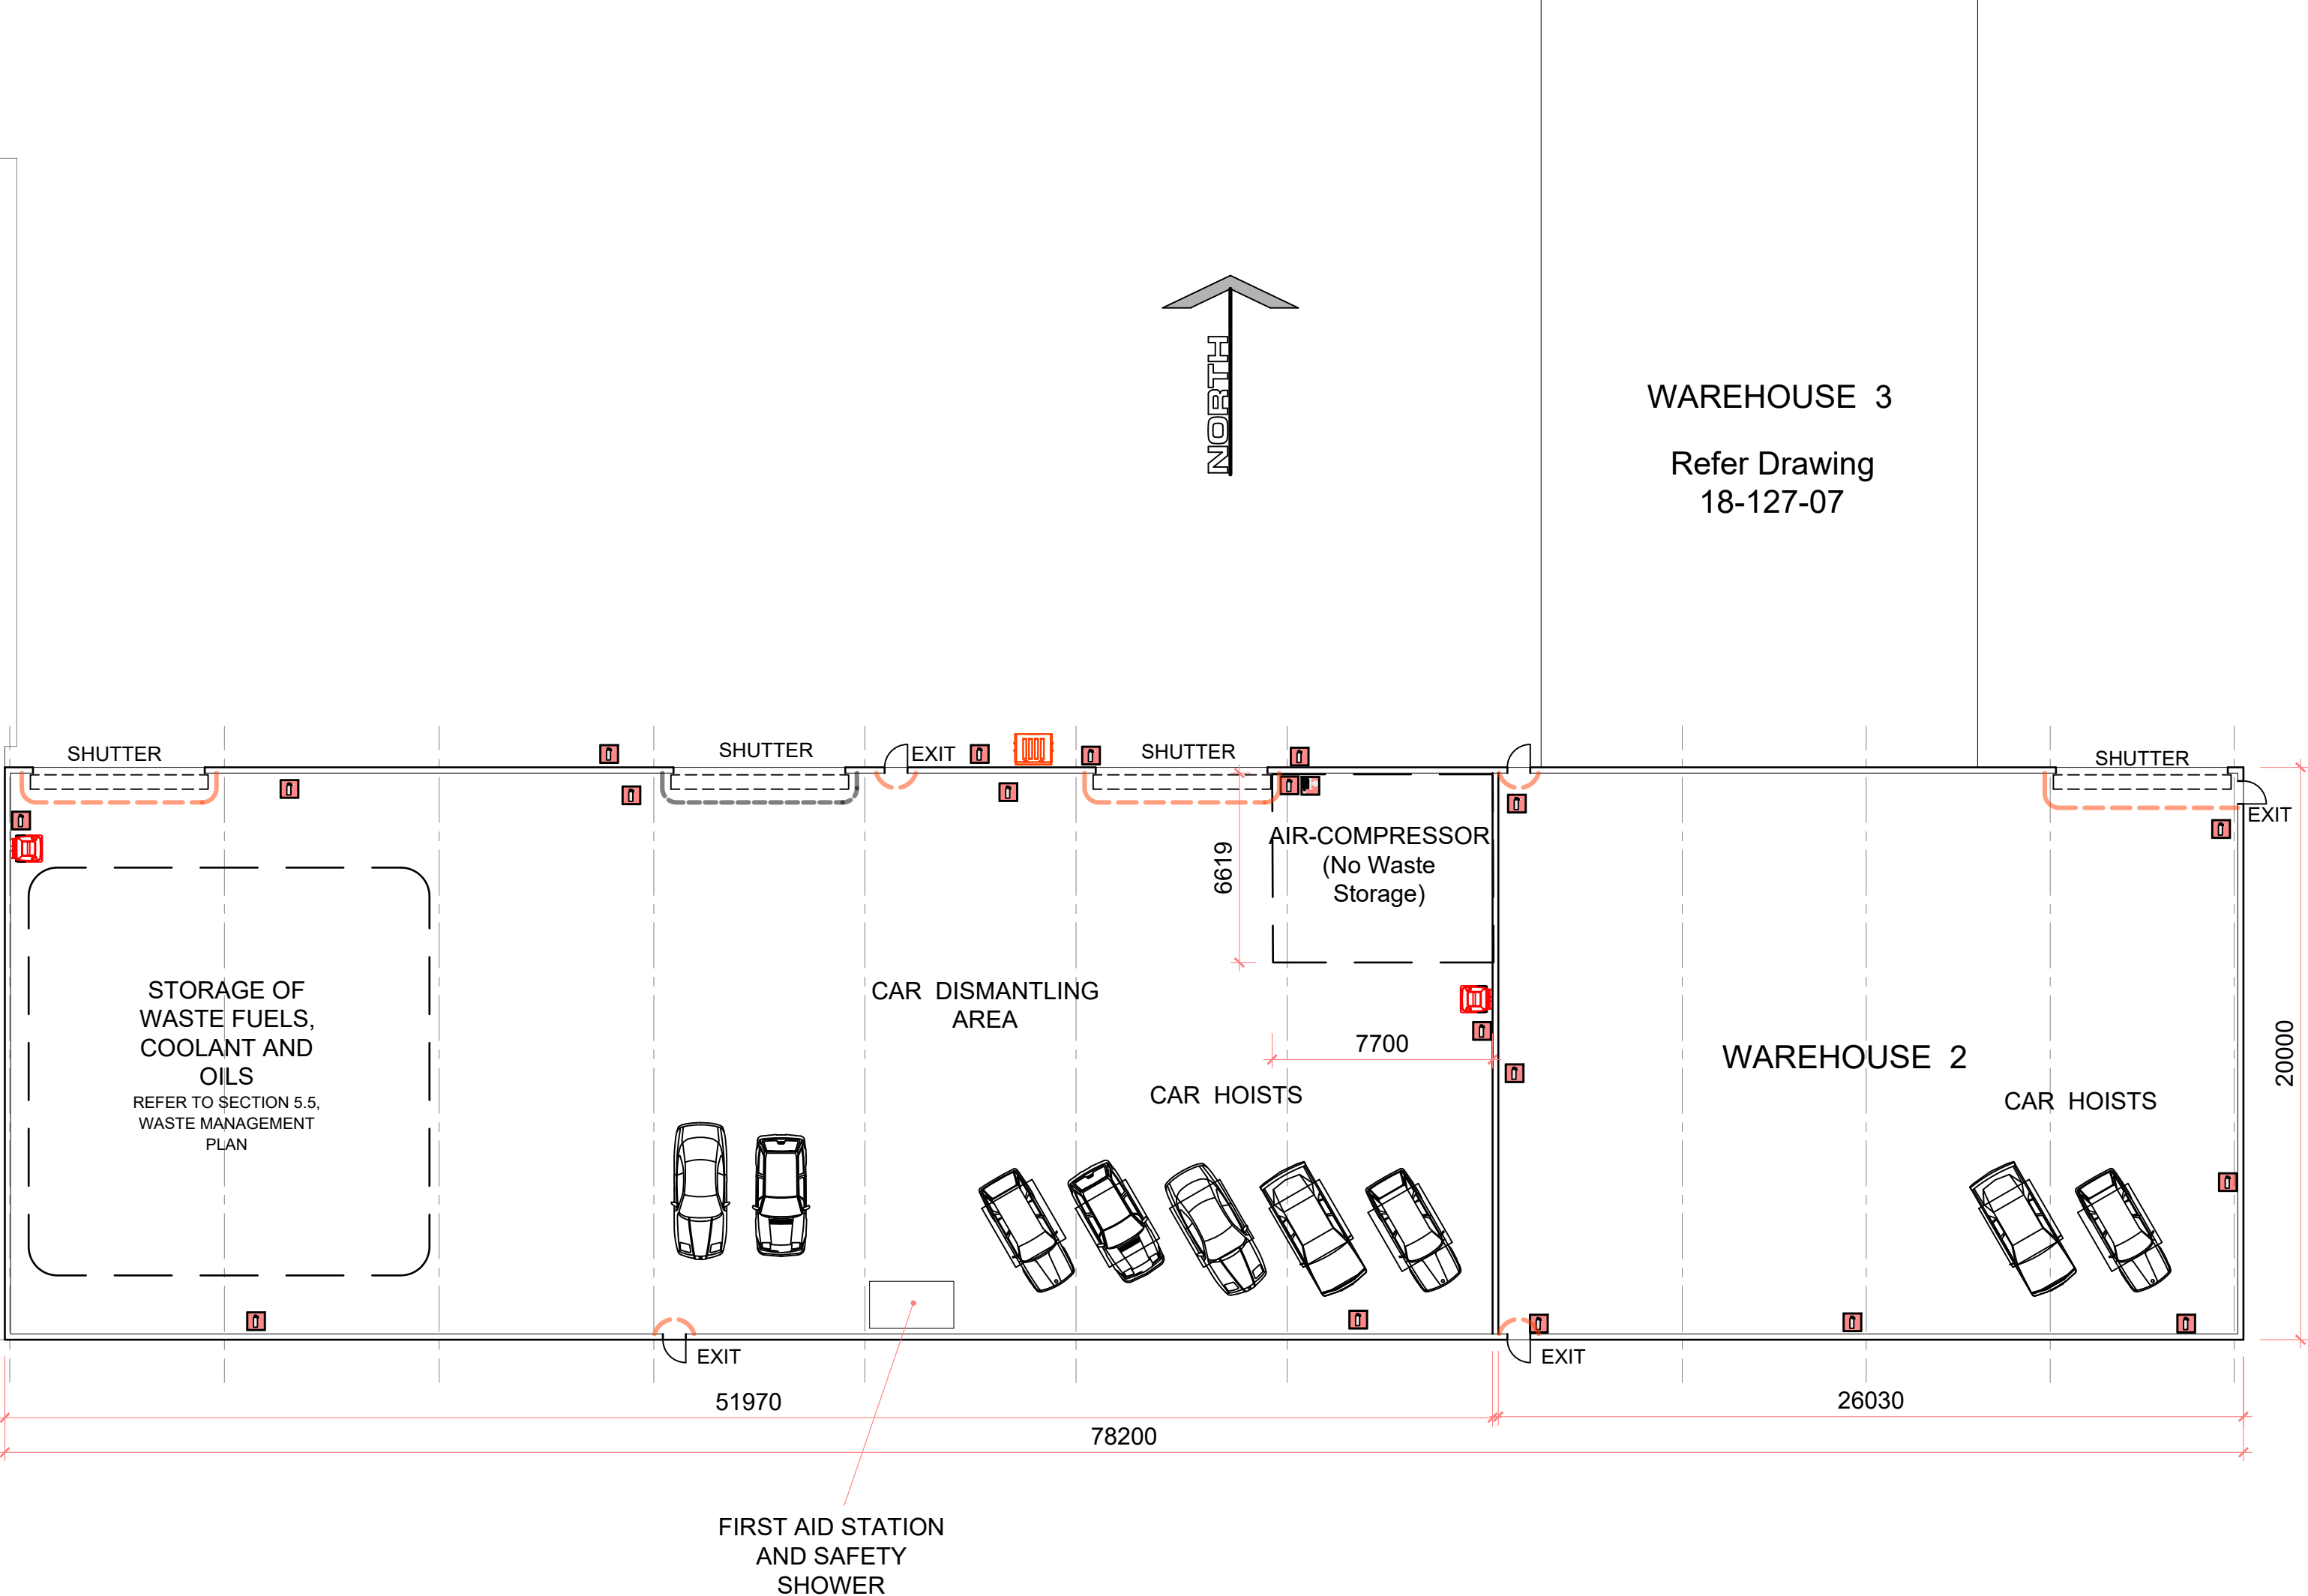 NORTH
WAREHOUSE 3
Refer Drawing
18-127-07
SHUTTER
SHUTTER
EXIT
SHUTTER
SHUTTER
EXIT
AIR-COMPRESSOR
(No Waste
Storage)
6619
STORAGE OF
WASTE FUELS,
COOLANT AND
OILS
REFER TO SECTION 5.5,
WASTE MANAGEMENT
PLAN
CAR DISMANTLING
AREA
7700
CAR HOISTS
WAREHOUSE 2
CAR HOISTS
20000
EXIT
EXIT
51970
26030
78200
FIRST AID STATION
AND SAFETY
SHOWER